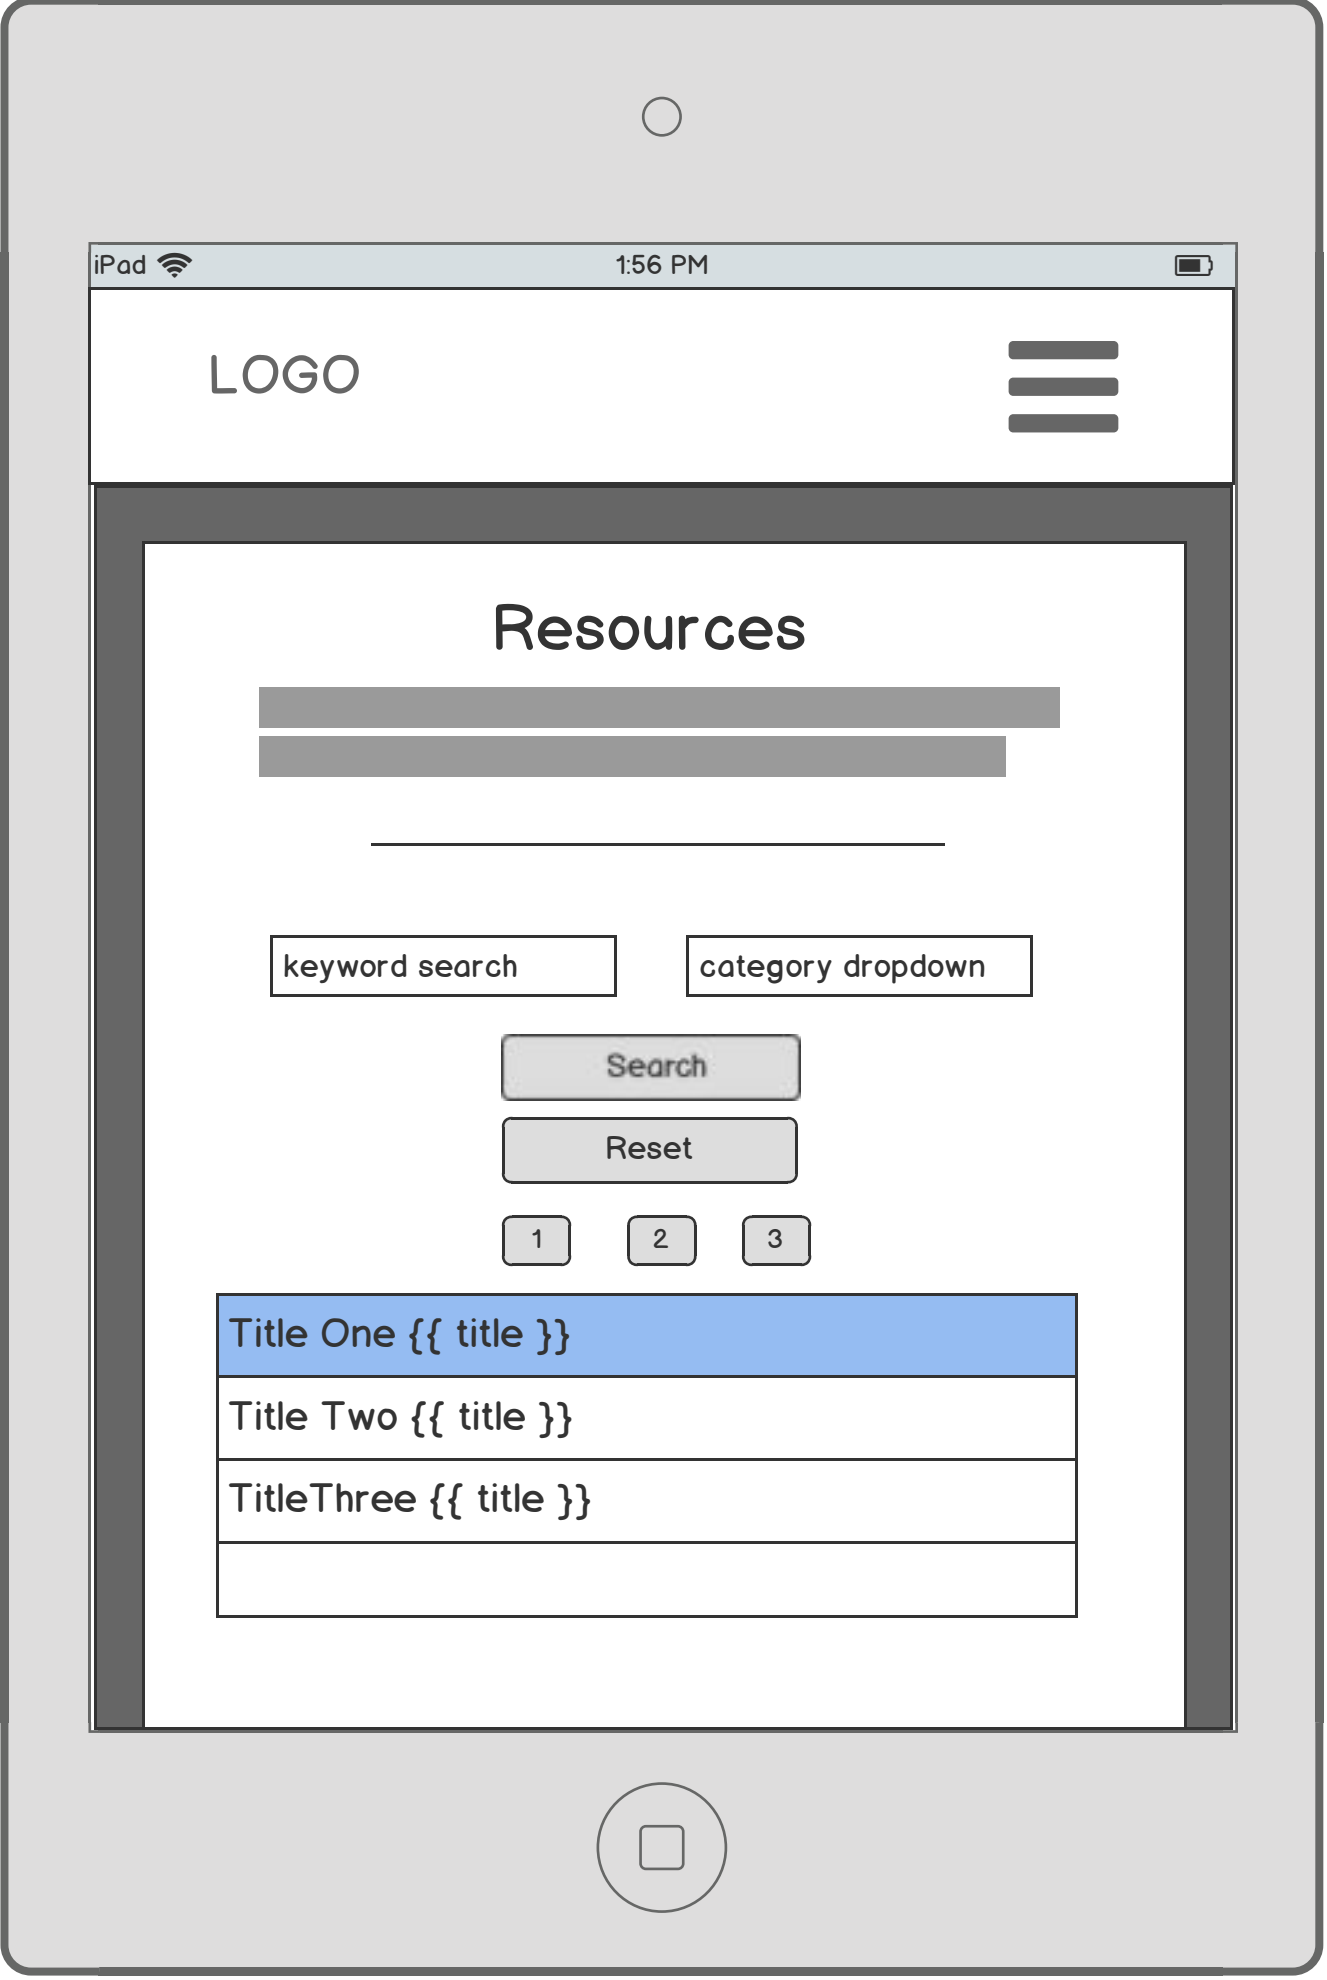 iPad 1:56 PM
LOGO
Resources
keyword search
category dropdown
Search
Reset
1 2 3
Title One {{ title }}
Title Two {{ title }}
TitleThree {{ title }}